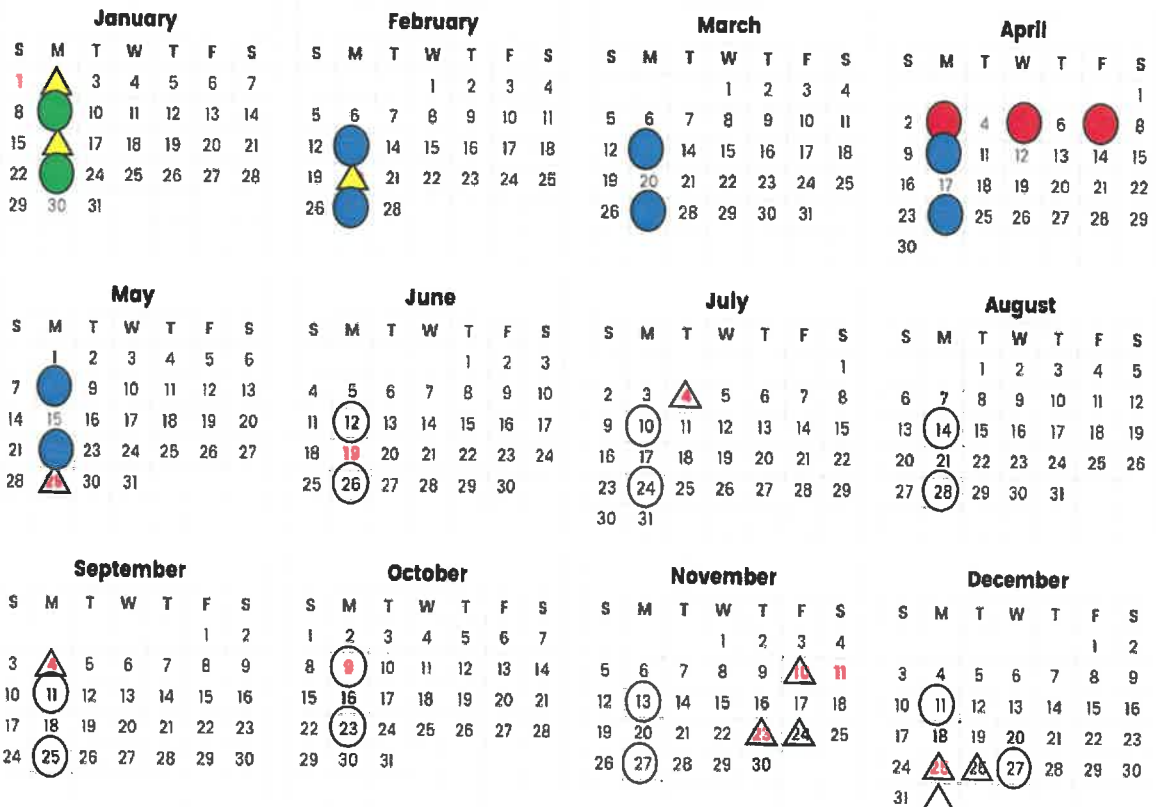 January
S M T W T F S
1 3 4 5 6 7
8 10 11 12 13 14
15 17 18 19 20 21
22 24 25 26 27 28
29 30 31
February
S M T W T F S
1 2 3 4
5 6 7 8 9 10 11
12 14 15 16 17 18
19 21 22 23 24 25
26 28
March
S M T W T F S
1 2 3 4
5 6 7 8 9 10 11
12 14 15 16 17 18
19 20 21 22 23 24 25
26 28 29 30 31
April
S M T W T F S
1
2 4 6 8
9 11 12 13 14 15
16 17 18 19 20 21 22
23 25 26 27 28 29
30
May
S M T W T F S
1 2 3 4 5 6
7 9 10 11 12 13
14 15 16 17 18 19 20
21 23 24 25 26 27
28 29 30 31
June
S M T W T F S
1 2 3
4 5 6 7 8 9 10
11 12 13 14 15 16 17
18 19 20 21 22 23 24
25 26 27 28 29 30
July
S M T W T F S
1
2 3 4 5 6 7 8
9 10 11 12 13 14 15
16 17 18 19 20 21 22
23 24 25 26 27 28 29
30 31
August
S M T W T F S
1 2 3 4 5
6 7 8 9 10 11 12
13 14 15 16 17 18 19
20 21 22 23 24 25 26
27 28 29 30 31
September
S M T W T F S
1 2
3 4 5 6 7 8 9
10 11 12 13 14 15 16
17 18 19 20 21 22 23
24 25 26 27 28 29 30
October
S M T W T F S
1 2 3 4 5 6 7
8 9 10 11 12 13 14
15 16 17 18 19 20 21
22 23 24 25 26 27 28
29 30 31
November
S M T W T F S
1 2 3 4
5 6 7 8 9 10 11
12 13 14 15 16 17 18
19 20 21 22 23 24 25
26 27 28 29 30
December
S M T W T F S
1 2
3 4 5 6 7 8 9
10 11 12 13 14 15 16
17 18 19 20 21 22 23
24 25 26 27 28 29 30
31